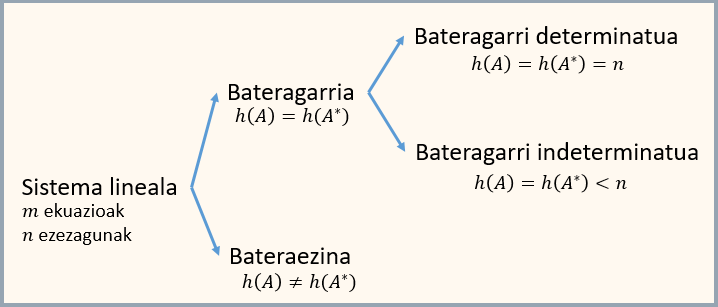 Sistema lineala
m ekuazioak
n ezezagunak
Bateragarria
h(A) = h(A*)
Bateragarri determinatua
h(A) = h(A*) = n
Bateragarri indeterminatua
h(A) = h(A*) < n
Bateraezina
h(A) ≠ h(A*)